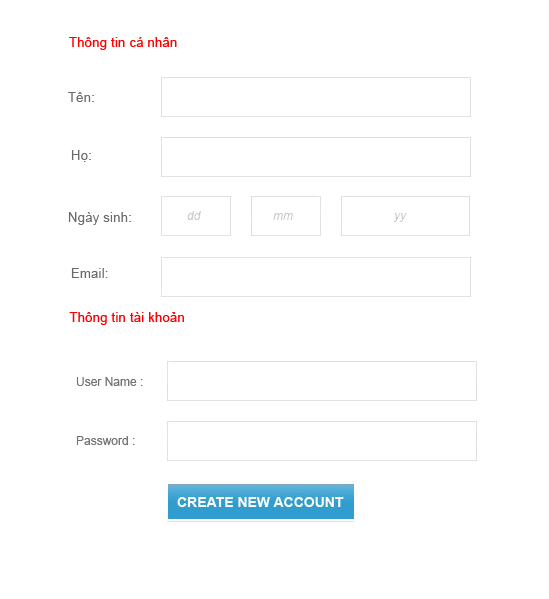 Thông tin cá nhân
Tên:
Họ:
Ngày sinh: dd mm yy
Email:
Thông tin tài khoản
User Name :
Password :
CREATE NEW ACCOUNT